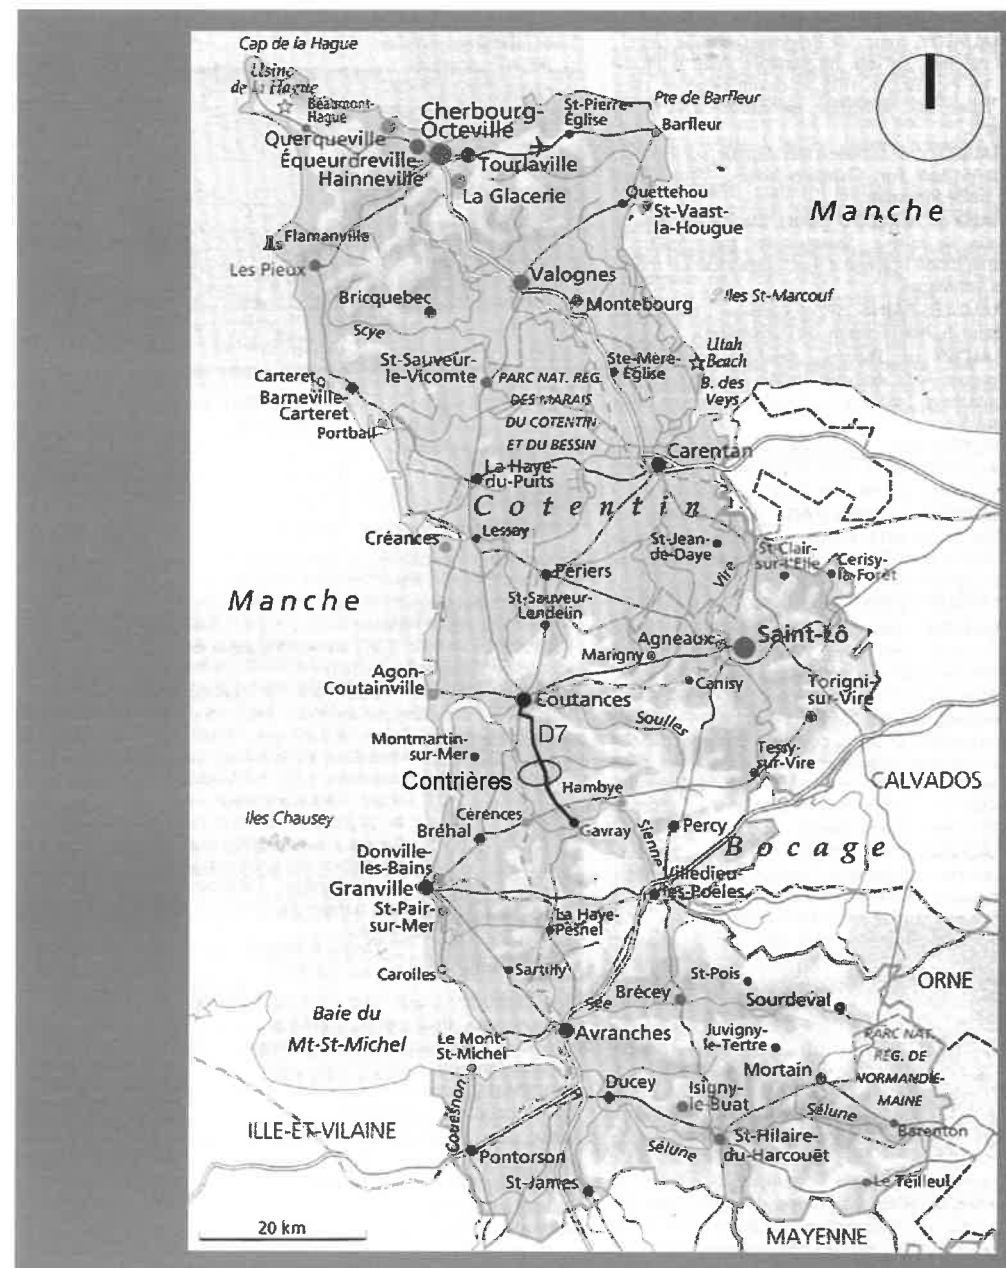 Cap de la Hague
Usine
de la Hague
Beaumont-
Hague
Cherbourg-
Octeville
St-Pierre-
Église
Pte de Barfleur
Barfleur
Querqueville
Équeurdreville-
Hainneville
Tourlaville
La Glacerie
Quettehou
St-Vaast-
la-Hougue
Manche
Flamanville
Les Pieux
Valognes
Bricquebec
Montebourg
Iles St-Marcouf
Scye
St-Sauveur-
le-Vicomte
Ste-Mère-
Église
Utah
Beach
B. des
Veys
Carteret
Barneville-
Carteret
Portbail
PARC NAT. REG.
DES MARAIS
DU COTENTIN
ET DU BESSIN
Carentan
La Haye-
du-Puits
Cotentin
Créances
Lessay
St-Jean-
de-Daye
Vire
St-Clair-
sur-l'Elle
Cerisy-
la-Forêt
Périers
Manche
St-Sauveur-
Lendelin
Agneaux
Saint-Lô
Marigny
Agon-
Coutainville
Coutances
Canisy
Torigni-
sur-Vire
Soulles
D7
Montmartin-
sur-Mer
Tessy-
sur-Vire
Contrières
Hambye
CALVADOS
Iles Chausey
Cérences
Bréhal
Gavray
Sienne
Percy
Bocage
Donville-
les-Bains
Granville
Villedieu-
les-Poêles
St-Pair-
sur-Mer
La Haye-
Pesnel
Carolles
Sartilly
St-Pois
ORNE
Sée
Brécey
Sourdeval
Baie du
Mt-St-Michel
Le Mont-
St-Michel
Avranches
Juvigny-
le-Tertre
PARC NAT.
REG. DE
NORMANDIE-
MAINE
Mortain
Ducey
Isigny-
le-Buat
Couesnon
Sélune
Barenton
ILLE-ET-VILAINE
Sélune
St-Hilaire-
du-Harcouët
Pontorson
St-James
Le Teilleul
20 km
MAYENNE